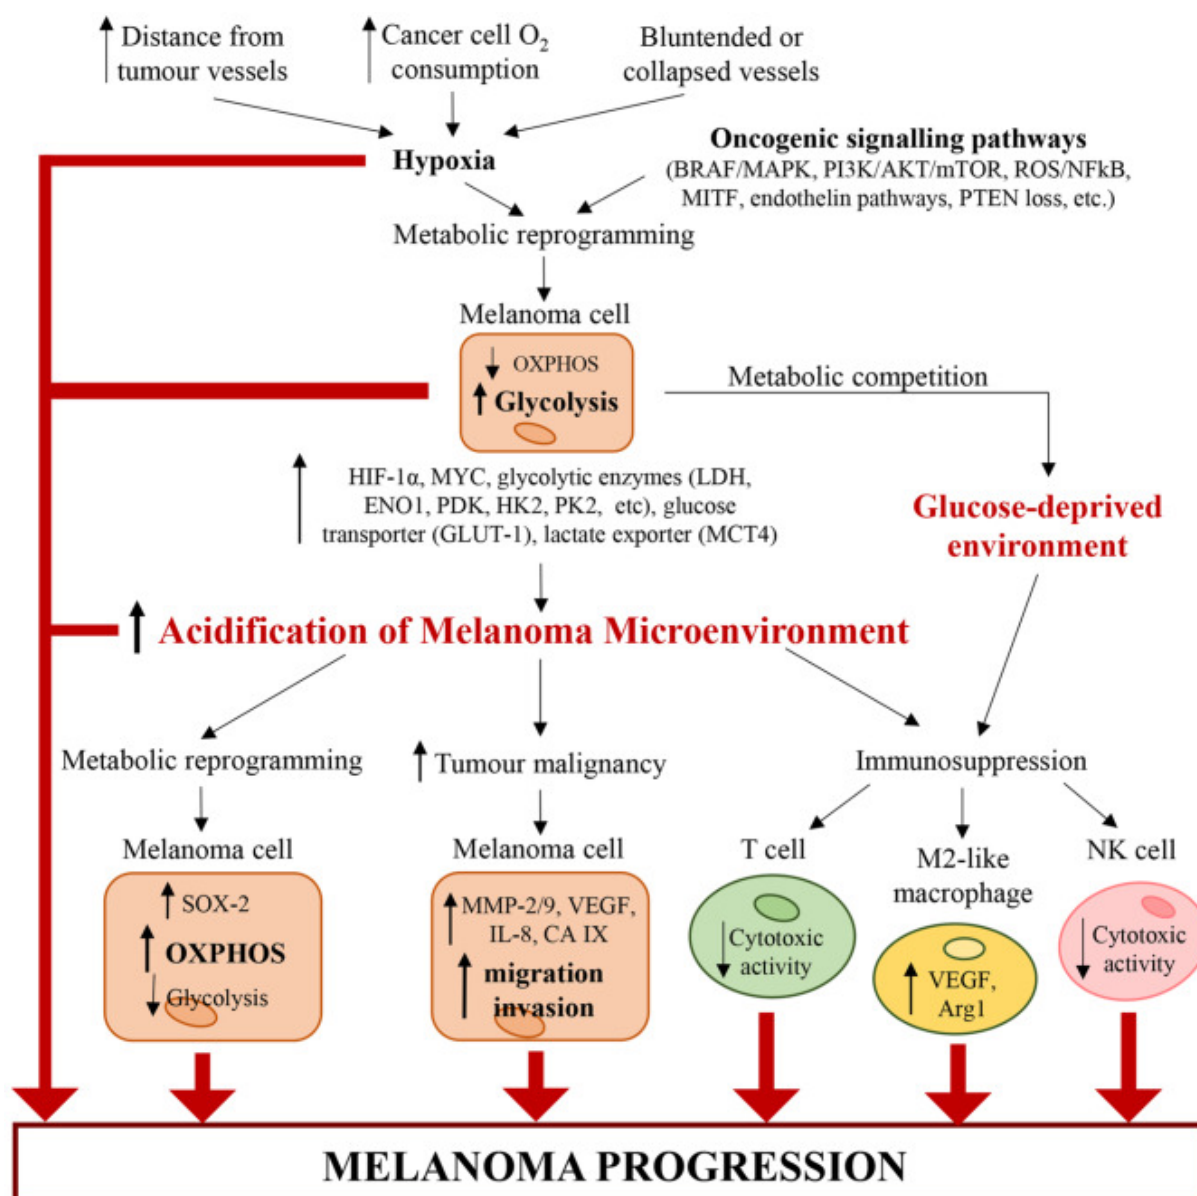 Distance from
tumour vessels
Cancer cell O₂
consumption
Bluntended or
collapsed vessels
Hypoxia
Oncogenic signalling pathways
(BRAF/MAPK, PI3K/AKT/mTOR, ROS/NFkB,
MITF, endothelin pathways, PTEN loss, etc.)
Metabolic reprogramming
Melanoma cell
OXPHOS
Glycolysis
Metabolic competition
HIF-1α, MYC, glycolytic enzymes (LDH,
ENO1, PDK, HK2, PK2, etc), glucose
transporter (GLUT-1), lactate exporter (MCT4)
Glucose-deprived
environment
Acidification of Melanoma Microenvironment
Metabolic reprogramming
Tumour malignancy
Immunosuppression
Melanoma cell
SOX-2
OXPHOS
Glycolysis
Melanoma cell
MMP-2/9, VEGF,
IL-8, CA IX
migration
invasion
T cell
Cytotoxic
activity
M2-like
macrophage
VEGF,
Arg1
NK cell
Cytotoxic
activity
MELANOMA PROGRESSION